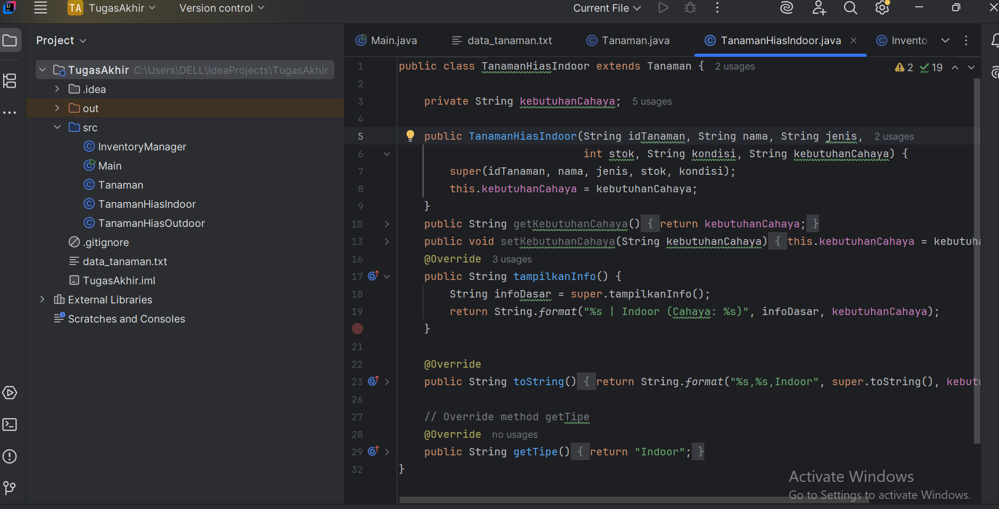 TA TugasAkhir Version control Current File
Project
TugasAkhir C:\Users\DELL\IdeaProjects\TugasAkhir
.idea
out
src
InventoryManager
Main
Tanaman
TanamanHiasIndoor
TanamanHiasOutdoor
.gitignore
data_tanaman.txt
TugasAkhir.iml
External Libraries
Scratches and Consoles
Main.java data_tanaman.txt Tanaman.java TanamanHiasIndoor.java Invento
2 19
1 public class TanamanHiasIndoor extends Tanaman { 2 usages
2
3 private String kebutuhanCahaya; 5 usages
4
5 public TanamanHiasIndoor(String idTanaman, String nama, String jenis, 2 usages
6 int stok, String kondisi, String kebutuhanCahaya) {
7 super(idTanaman, nama, jenis, stok, kondisi);
8 this.kebutuhanCahaya = kebutuhanCahaya;
9 }
10 public String getKebutuhanCahaya() { return kebutuhanCahaya; }
13 public void setKebutuhanCahaya(String kebutuhanCahaya) { this.kebutuhanCahaya = kebutuha
16 @Override 3 usages
17 public String tampilkanInfo() {
18 String infoDasar = super.tampilkanInfo();
19 return String.format("%s | Indoor (Cahaya: %s)", infoDasar, kebutuhanCahaya);
}
21
22 @Override
23 public String toString() { return String.format("%s,%s,Indoor", super.toString(), kebutu
26
27 // Override method getTipe
28 @Override no usages
29 public String getTipe() { return "Indoor"; }
32 }
Activate Windows
Go to Settings to activate Windows.